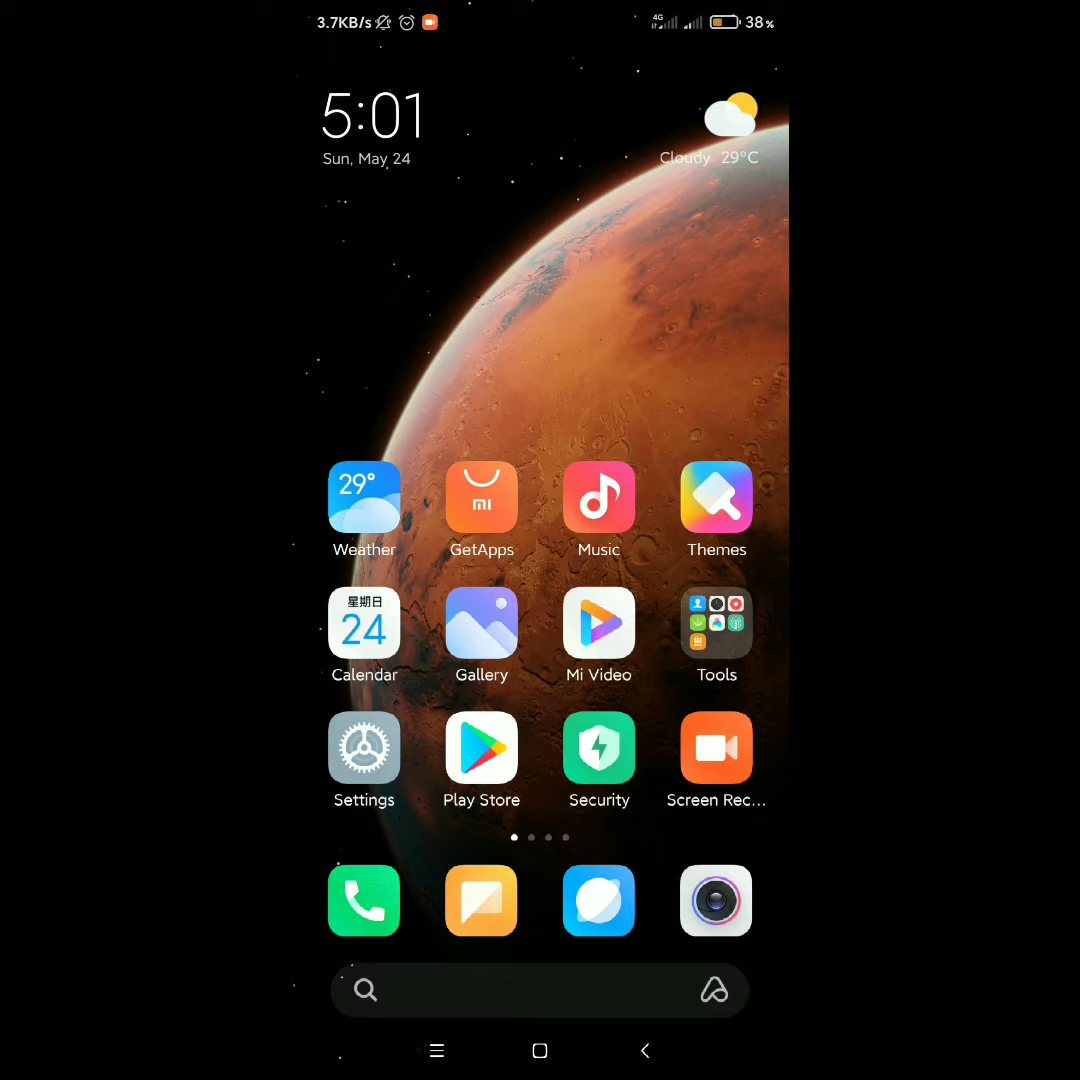 3.7KB/s
4G
38%
5:01
Sun, May 24
Cloudy 29°C
29°
mi
Weather
GetApps
Music
Themes
星期日
24
Calendar
Gallery
Mi Video
Tools
Settings
Play Store
Security
Screen Rec...